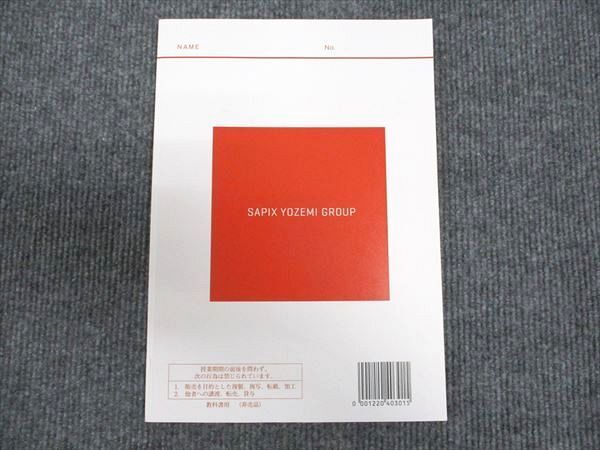 NAME No.
SAPIX YOZEMI GROUP
授業期間の前後を問わず、
次の行為は禁じられています。
1. 販売を目的とした複製、複写、転載、加工
2. 他者への譲渡、転売、貸与
教科書用 (非売品)
0 001220 403015